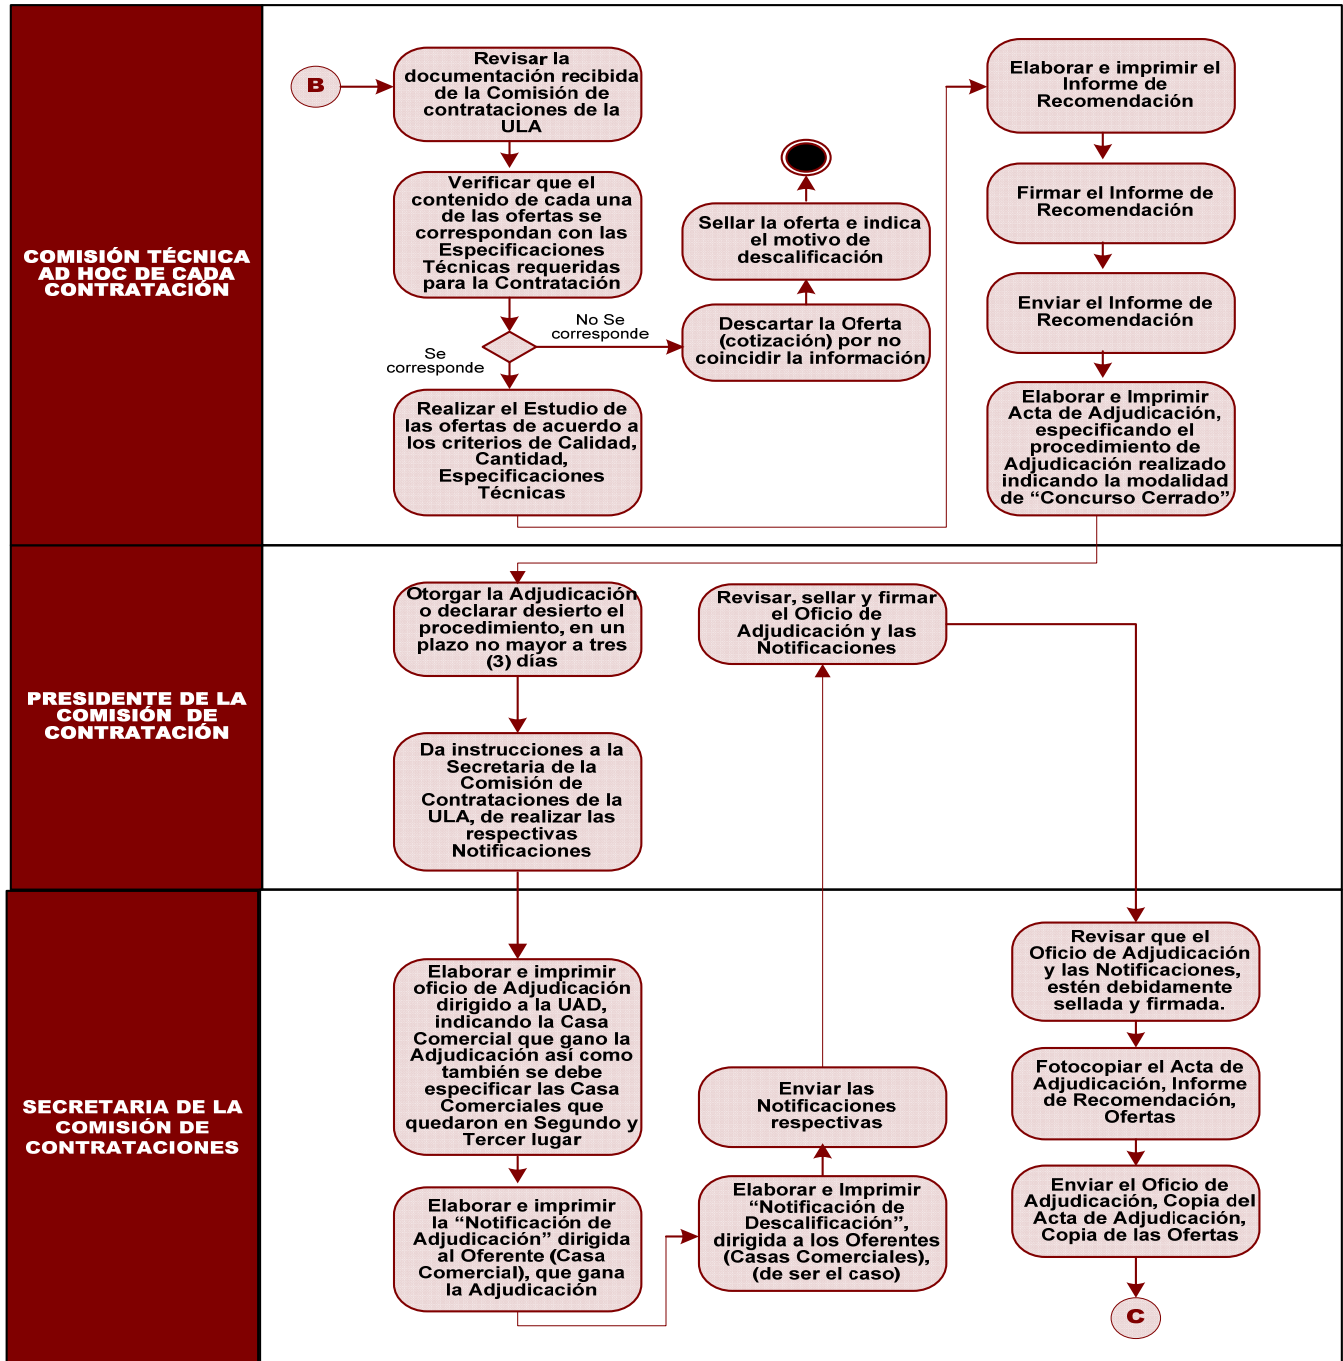 COMISIÓN TÉCNICA
AD HOC DE CADA
CONTRATACIÓN
B
Revisar la
documentación recibida
de la Comisión de
contrataciones de la
ULA
Verificar que el
contenido de cada una
de las ofertas se
correspondan con las
Especificaciones
Técnicas requeridas
para la Contratación
No Se
corresponde
Se
corresponde
Realizar el Estudio de
las ofertas de acuerdo a
los criterios de Calidad,
Cantidad,
Especificaciones
Técnicas
Sellar la oferta e indica
el motivo de
descalificación
Descartar la Oferta
(cotización) por no
coincidir la información
Elaborar e imprimir el
Informe de
Recomendación
Firmar el Informe de
Recomendación
Enviar el Informe de
Recomendación
Elaborar e Imprimir
Acta de Adjudicación,
especificando el
procedimiento de
Adjudicación realizado
indicando la modalidad
de “Concurso Cerrado”
PRESIDENTE DE LA
COMISIÓN DE
CONTRATACIÓN
Otorgar la Adjudicación
o declarar desierto el
procedimiento, en un
plazo no mayor a tres
(3) días
Da instrucciones a la
Secretaria de la
Comisión de
Contrataciones de la
ULA, de realizar las
respectivas
Notificaciones
Revisar, sellar y firmar
el Oficio de
Adjudicación y las
Notificaciones
SECRETARIA DE LA
COMISIÓN DE
CONTRATACIONES
Elaborar e imprimir
oficio de Adjudicación
dirigido a la UAD,
indicando la Casa
Comercial que gano la
Adjudicación así como
también se debe
especificar las Casa
Comerciales que
quedaron en Segundo y
Tercer lugar
Elaborar e imprimir
la “Notificación de
Adjudicación” dirigida
al Oferente (Casa
Comercial), que gana
la Adjudicación
Enviar las
Notificaciones
respectivas
Elaborar e Imprimir
“Notificación de
Descalificación”,
dirigida a los Oferentes
(Casas Comerciales),
(de ser el caso)
Revisar que el
Oficio de Adjudicación
y las Notificaciones,
estén debidamente
sellada y firmada.
Fotocopiar el Acta de
Adjudicación, Informe
de Recomendación,
Ofertas
Enviar el Oficio de
Adjudicación, Copia del
Acta de Adjudicación,
Copia de las Ofertas
C